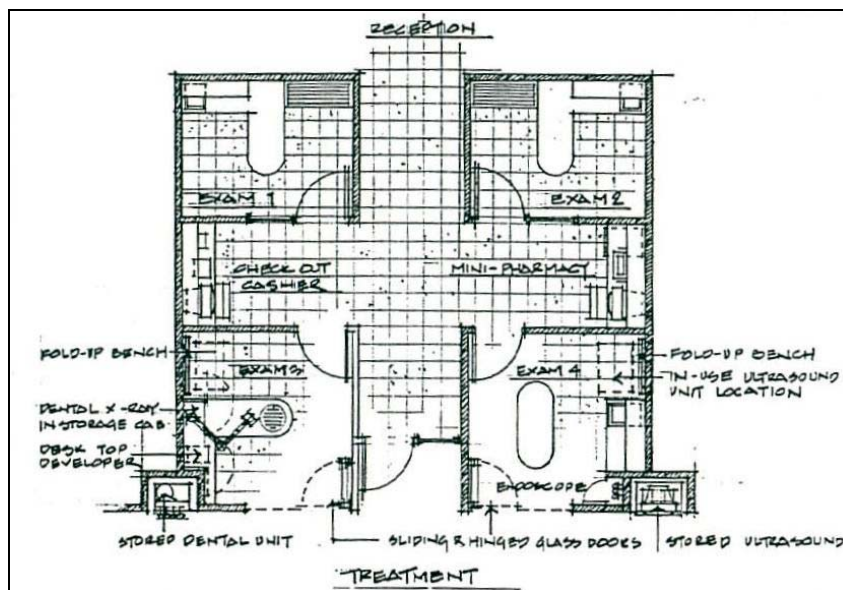 RECEPTION
EXAM 1
EXAM 2
CHECK OUT
CASHIER
MINI-PHARMACY
FOLD-UP BENCH
EXAM 3
EXAM 4
FOLD-UP BENCH
IN-USE ULTRASOUND
UNIT LOCATION
DENTAL X-RAY
IN STORAGE CAB.
DESK TOP
DEVELOPER
ENDOSCOPE
STORED DENTAL UNIT
SLIDING & HINGED GLASS DOORS
STORED ULTRASOUND
TREATMENT